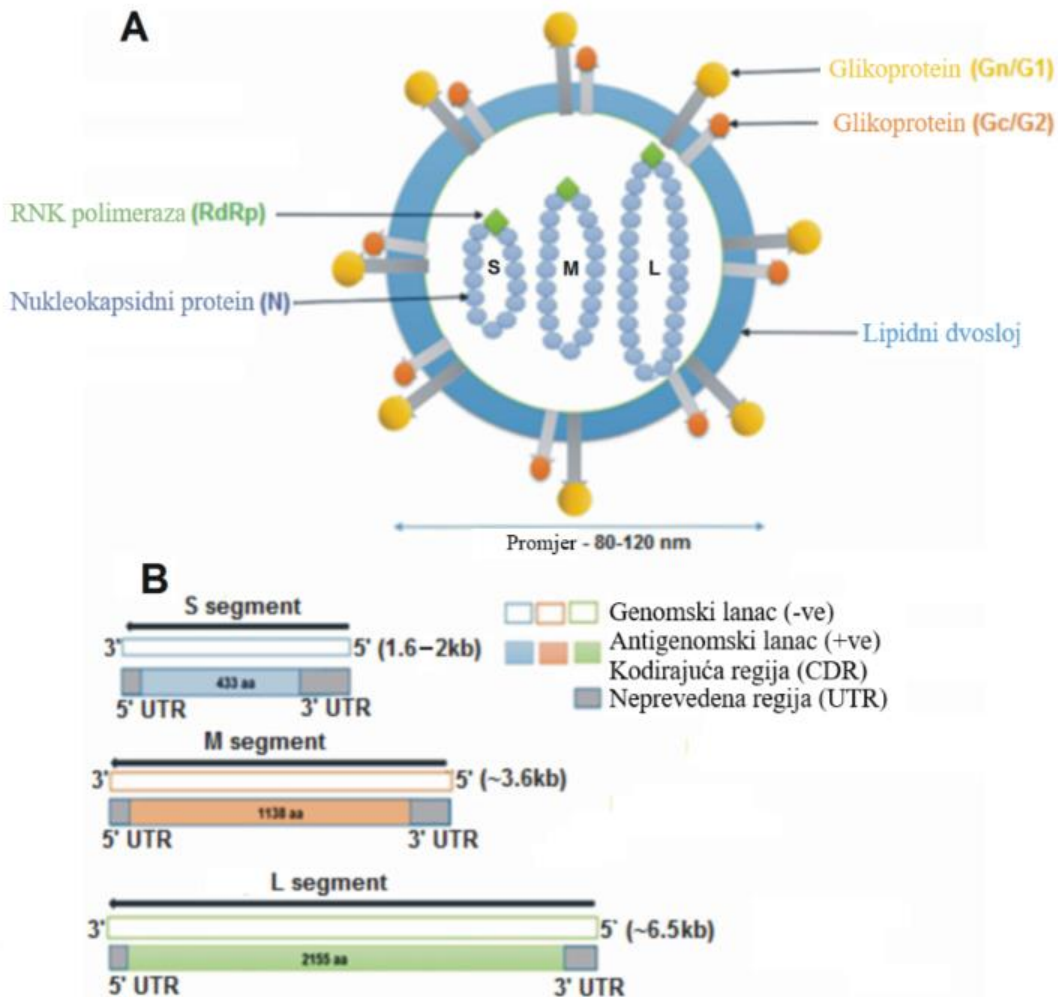 A
Glikoprotein (Gn/G1)
Glikoprotein (Gc/G2)
RNK polimeraza (RdRp)
S
M
L
Nukleokapsidni protein (N)
Lipidni dvosloj
Promjer - 80-120 nm
B
S segment
3' 5' (1.6–2kb)
433 aa
5' UTR 3' UTR
M segment
3' 5' (~3.6kb)
1138 aa
5' UTR 3' UTR
L segment
3' 5' (~6.5kb)
2155 aa
5' UTR 3' UTR
Genomski lanac (-ve)
Antigenomski lanac (+ve)
Kodirajuća regija (CDR)
Neprevedena regija (UTR)